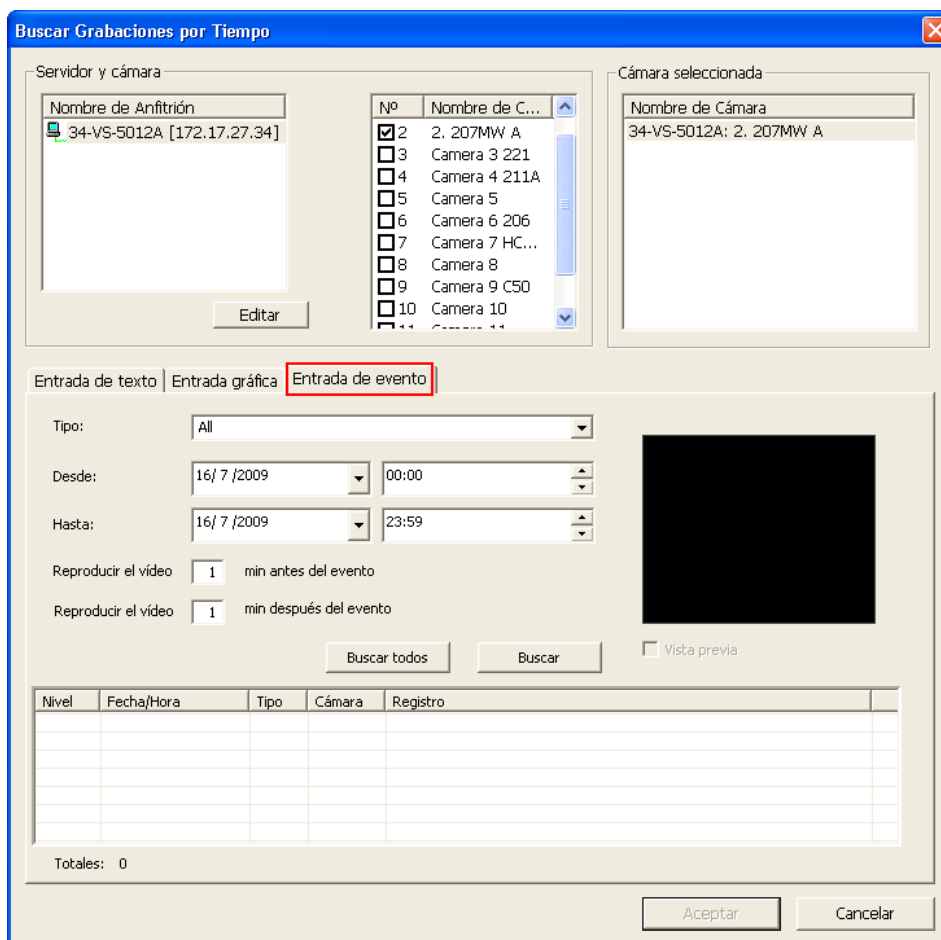 Buscar Grabaciones por Tiempo
Servidor y cámara
Nombre de Anfitrión
34-VS-5012A [172.17.27.34]
Editar
Nº Nombre de C...
2 2. 207MW A
3 Camera 3 221
4 Camera 4 211A
5 Camera 5
6 Camera 6 206
7 Camera 7 HC...
8 Camera 8
9 Camera 9 C50
10 Camera 10
11 Camera 11
Cámara seleccionada
Nombre de Cámara
34-VS-5012A: 2. 207MW A
Entrada de texto Entrada gráfica Entrada de evento
Tipo: All
Desde: 16/ 7 /2009 00:00
Hasta: 16/ 7 /2009 23:59
Reproducir el vídeo 1 min antes del evento
Reproducir el vídeo 1 min después del evento
Buscar todos Buscar
Vista previa
Nivel Fecha/Hora Tipo Cámara Registro
Totales: 0
Aceptar Cancelar